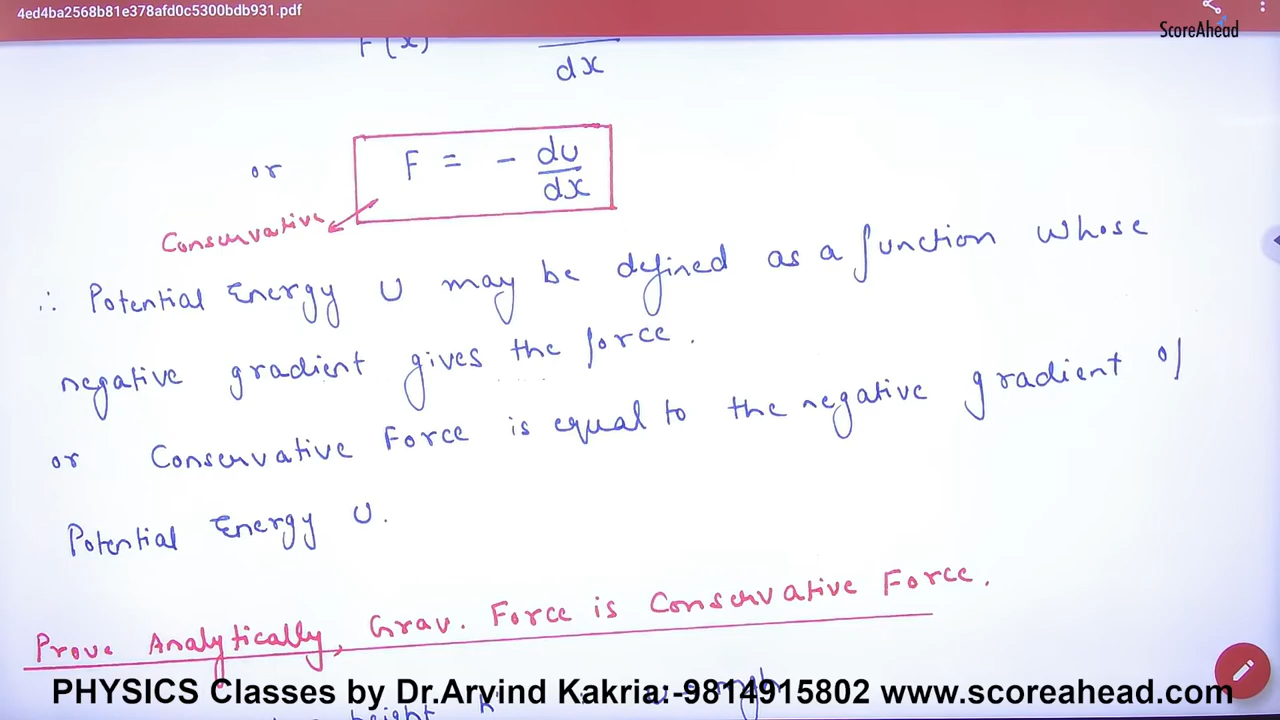 4ed4ba2568b81e378afd0c5300bdb931.pdf
ScoreAhead
F(x)
dx
or F = - du/dx
Conservative
∴ Potential Energy U may be defined as a function whose
negative gradient gives the force.
or Conservative Force is equal to the negative gradient of
Potential Energy U.
Prove Analytically, Grav. Force is Conservative Force.
height
PHYSICS Classes by Dr.Arvind Kakria:-9814915802 www.scoreahead.com